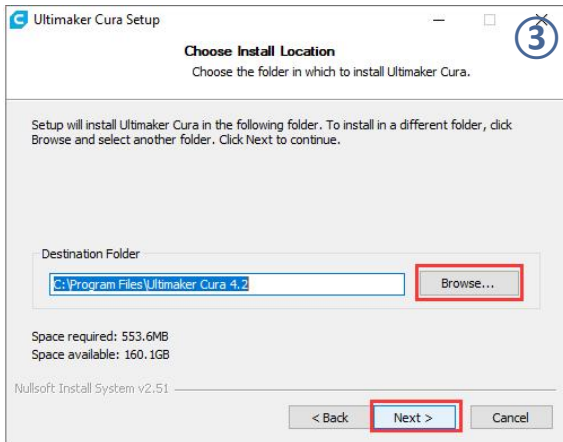 Ultimaker Cura Setup
③
Choose Install Location
Choose the folder in which to install Ultimaker Cura.
Setup will install Ultimaker Cura in the following folder. To install in a different folder, click
Browse and select another folder. Click Next to continue.
Destination Folder
C:\Program Files\Ultimaker Cura 4.2
Browse...
Space required: 553.6MB
Space available: 160.1GB
Nullsoft Install System v2.51
< Back
Next >
Cancel